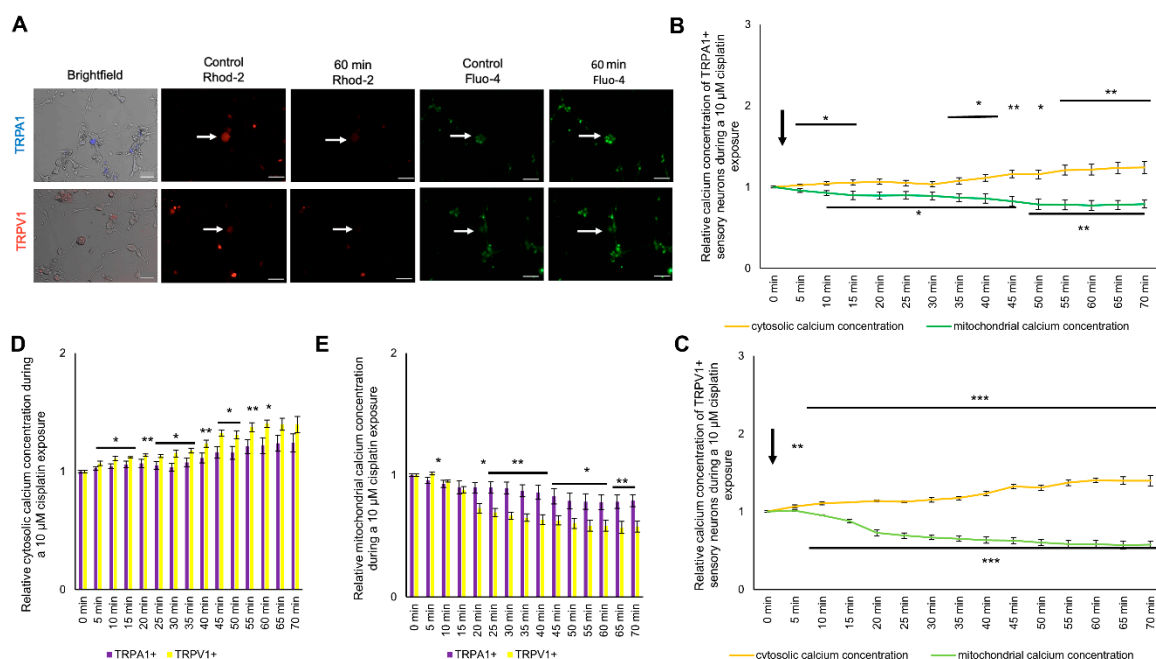 A
Brightfield
Control
Rhod-2
60 min
Rhod-2
Control
Fluo-4
60 min
Fluo-4
TRPA1
TRPV1
B
Relative calcium concentration of TRPA1+
sensory neurons during a 10 µM cisplatin
exposure
3
2
1
0
*
*
**
*
**
*
**
0 min
5 min
10 min
15 min
20 min
25 min
30 min
35 min
40 min
45 min
50 min
55 min
60 min
65 min
70 min
cytosolic calcium concentration
mitochondrial calcium concentration
D
Relative cytosolic calcium concentration during
a 10 µM cisplatin exposure
2
1
0
*
**
*
**
*
**
*
0 min
5 min
10 min
15 min
20 min
25 min
30 min
35 min
40 min
45 min
50 min
55 min
60 min
65 min
70 min
TRPA1+
TRPV1+
E
Relative mitochondrial calcium concentration
during a 10 µM cisplatin exposure
2
1
0
*
*
**
*
**
0 min
5 min
10 min
15 min
20 min
25 min
30 min
35 min
40 min
45 min
50 min
55 min
60 min
65 min
70 min
TRPA1+
TRPV1+
C
Relative calcium concentration of TRPV1+
sensory neurons during a 10 µM cisplatin
exposure
3
2
1
0
**
***
***
0 min
5 min
10 min
15 min
20 min
25 min
30 min
35 min
40 min
45 min
50 min
55 min
60 min
65 min
70 min
cytosolic calcium concentration
mitochondrial calcium concentration